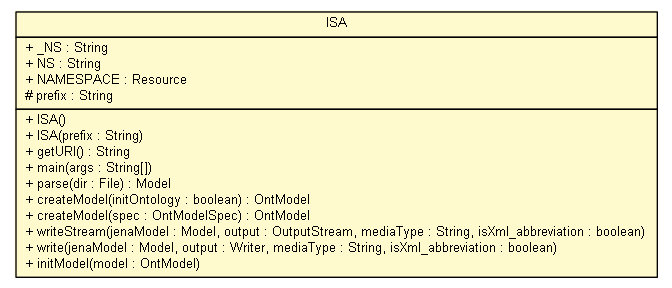 ISA
+ _NS : String
+ NS : String
+ NAMESPACE : Resource
# prefix : String
+ ISA()
+ ISA(prefix : String)
+ getURI() : String
+ main(args : String[])
+ parse(dir : File) : Model
+ createModel(initOntology : boolean) : OntModel
+ createModel(spec : OntModelSpec) : OntModel
+ writeStream(jenaModel : Model, output : OutputStream, mediaType : String, isXml_abbreviation : boolean)
+ write(jenaModel : Model, output : Writer, mediaType : String, isXml_abbreviation : boolean)
+ initModel(model : OntModel)